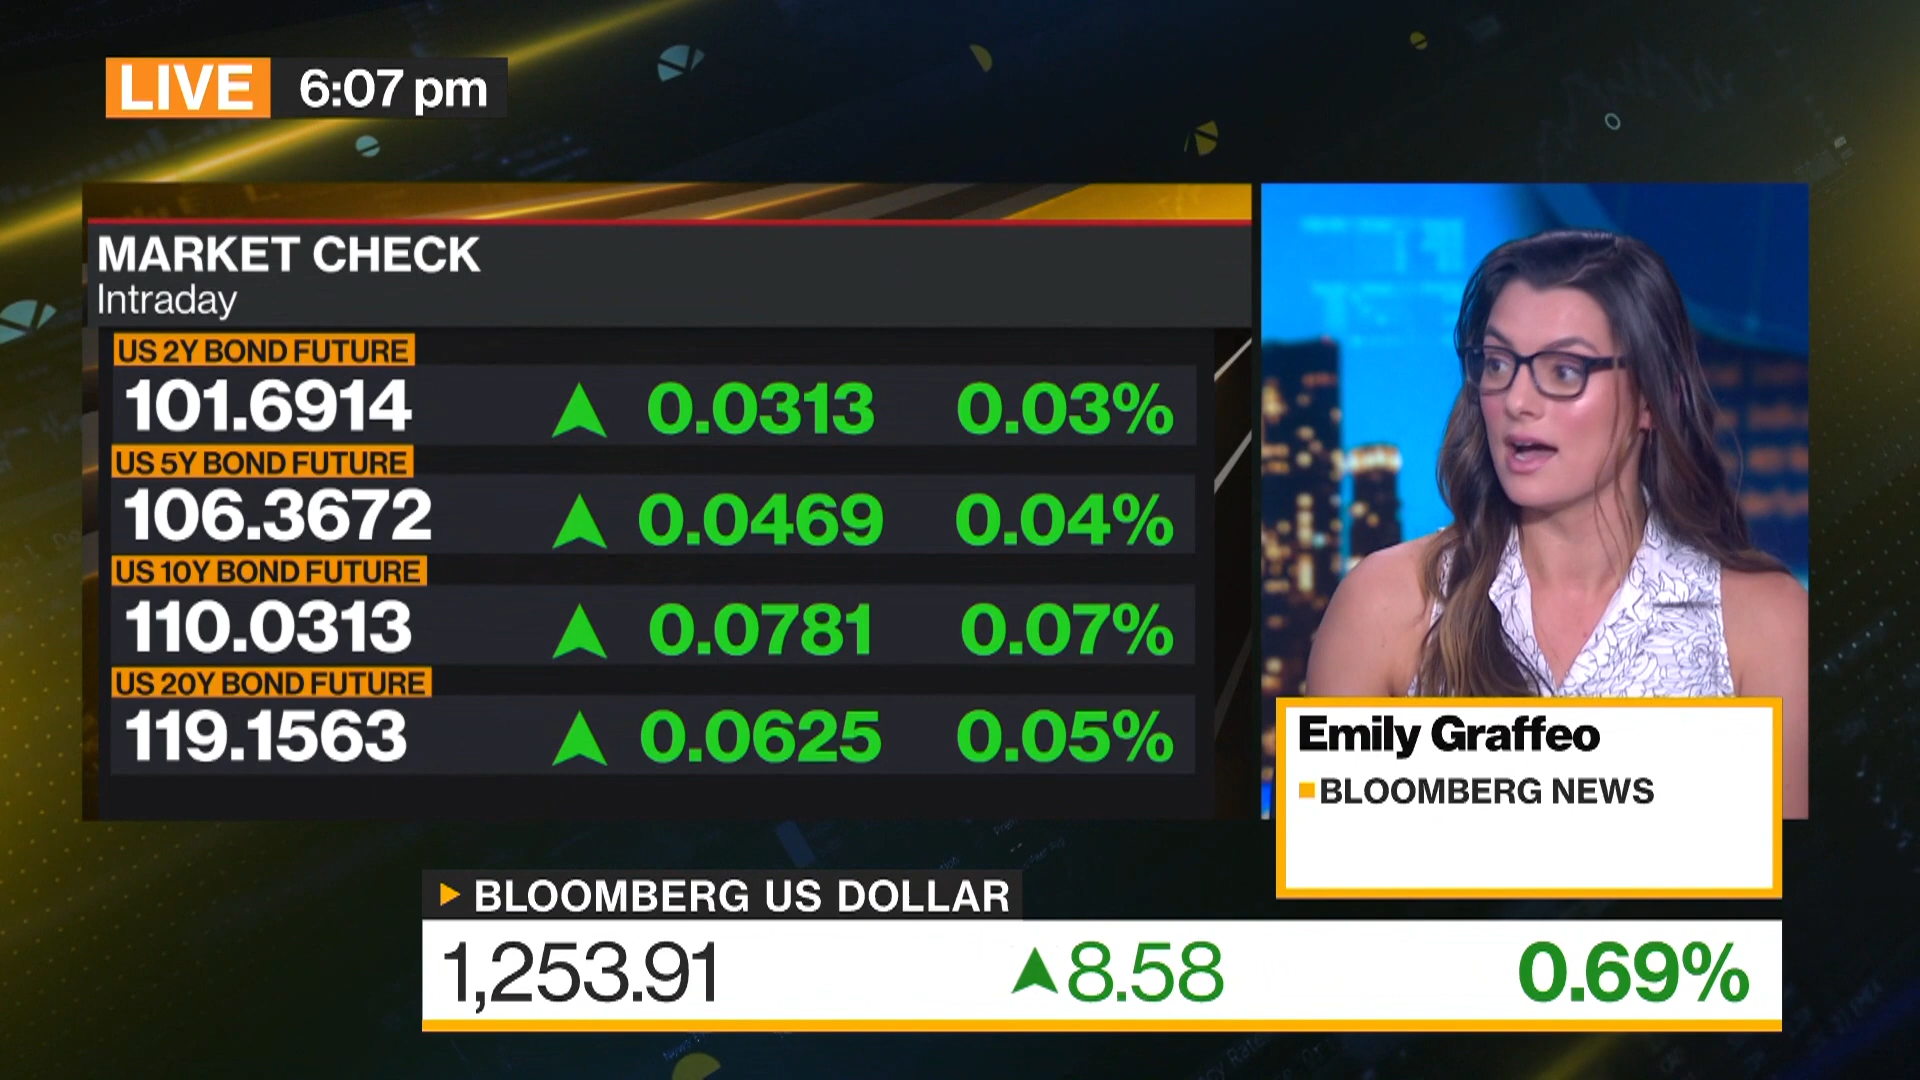 LIVE 6:07 pm
MARKET CHECK
Intraday
US 2Y BOND FUTURE
101.6914 ▲ 0.0313 0.03%
US 5Y BOND FUTURE
106.3672 ▲ 0.0469 0.04%
US 10Y BOND FUTURE
110.0313 ▲ 0.0781 0.07%
US 20Y BOND FUTURE
119.1563 ▲ 0.0625 0.05%
Emily Graffeo
BLOOMBERG NEWS
BLOOMBERG US DOLLAR
1,253.91 ▲8.58 0.69%